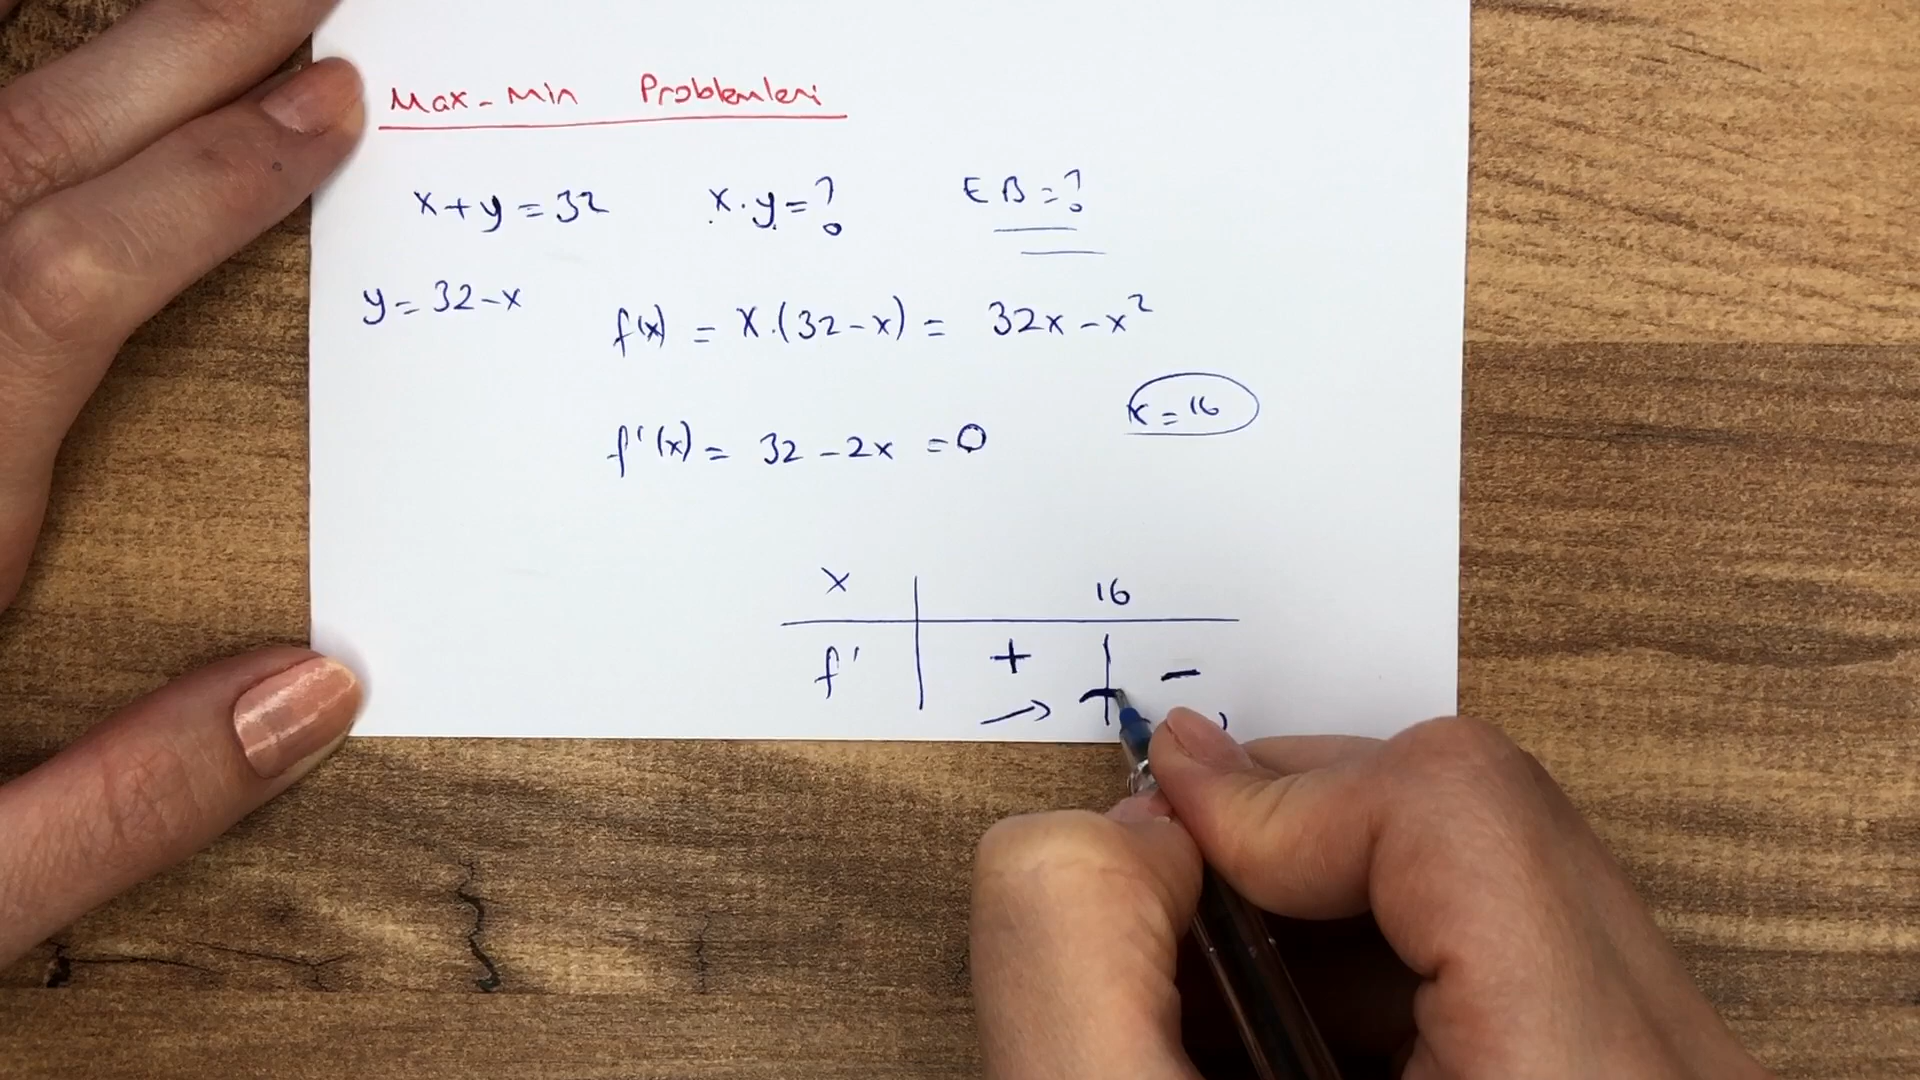 Max-Min Problemleri
x+y=32 x.y=? EB=?
y=32-x
f(x) = x.(32-x) = 32x-x²
x=16
f'(x) = 32-2x =0
x 16
f' + -